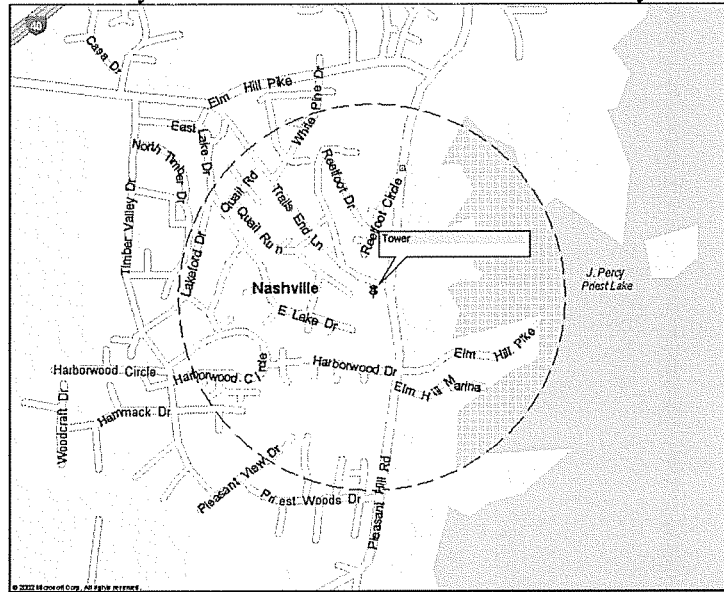 40
Casa Dr
Elm Hill Pike
White Pine Dr
East Lake Dr
North Timber Dr
Timber Valley Dr
Quail Rd
Trails End Ln
Reelfoot Dr
Reelfoot Circle
Quail Run
Lakeford Dr
Tower
J. Percy
Priest Lake
Nashville
E Lake Dr
Harborwood Circle
Harborwood Circle
Harborwood Dr
Elm Hill Pike
Elm Hill Marina
Woodcraft Dr
Hammack Dr
Pleasant View Dr
Priest Woods Dr
Pleasant Hill Rd
© 2002 Microsoft Corp. All rights reserved.